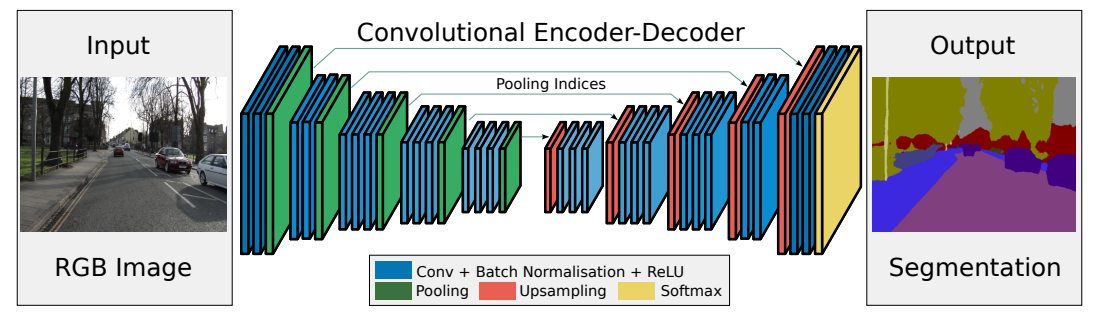 Input
Convolutional Encoder-Decoder
Output
Pooling Indices
RGB Image
Segmentation
Conv + Batch Normalisation + ReLU
Pooling
Upsampling
Softmax